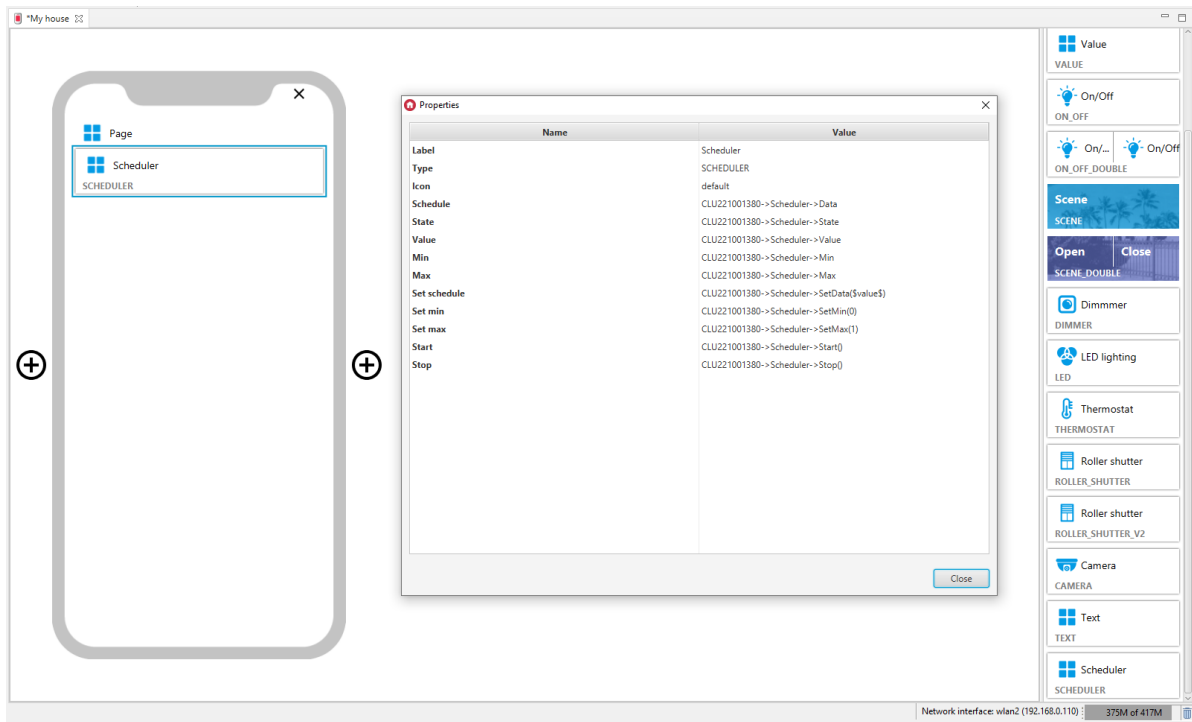 *My house
Page
Scheduler
SCHEDULER
Properties
Name Value
Label Scheduler
Type SCHEDULER
Icon default
Schedule CLU221001380->Scheduler->Data
State CLU221001380->Scheduler->State
Value CLU221001380->Scheduler->Value
Min CLU221001380->Scheduler->Min
Max CLU221001380->Scheduler->Max
Set schedule CLU221001380->Scheduler->SetData($value$)
Set min CLU221001380->Scheduler->SetMin(0)
Set max CLU221001380->Scheduler->SetMax(1)
Start CLU221001380->Scheduler->Start()
Stop CLU221001380->Scheduler->Stop()
Close
Value
VALUE
On/Off
ON_OFF
On/... On/Off
ON_OFF_DOUBLE
Scene
SCENE
Open Close
SCENE_DOUBLE
Dimmmer
DIMMER
LED lighting
LED
Thermostat
THERMOSTAT
Roller shutter
ROLLER_SHUTTER
Roller shutter
ROLLER_SHUTTER_V2
Camera
CAMERA
Text
TEXT
Scheduler
SCHEDULER
Network interface: wlan2 (192.168.0.110) 375M of 417M